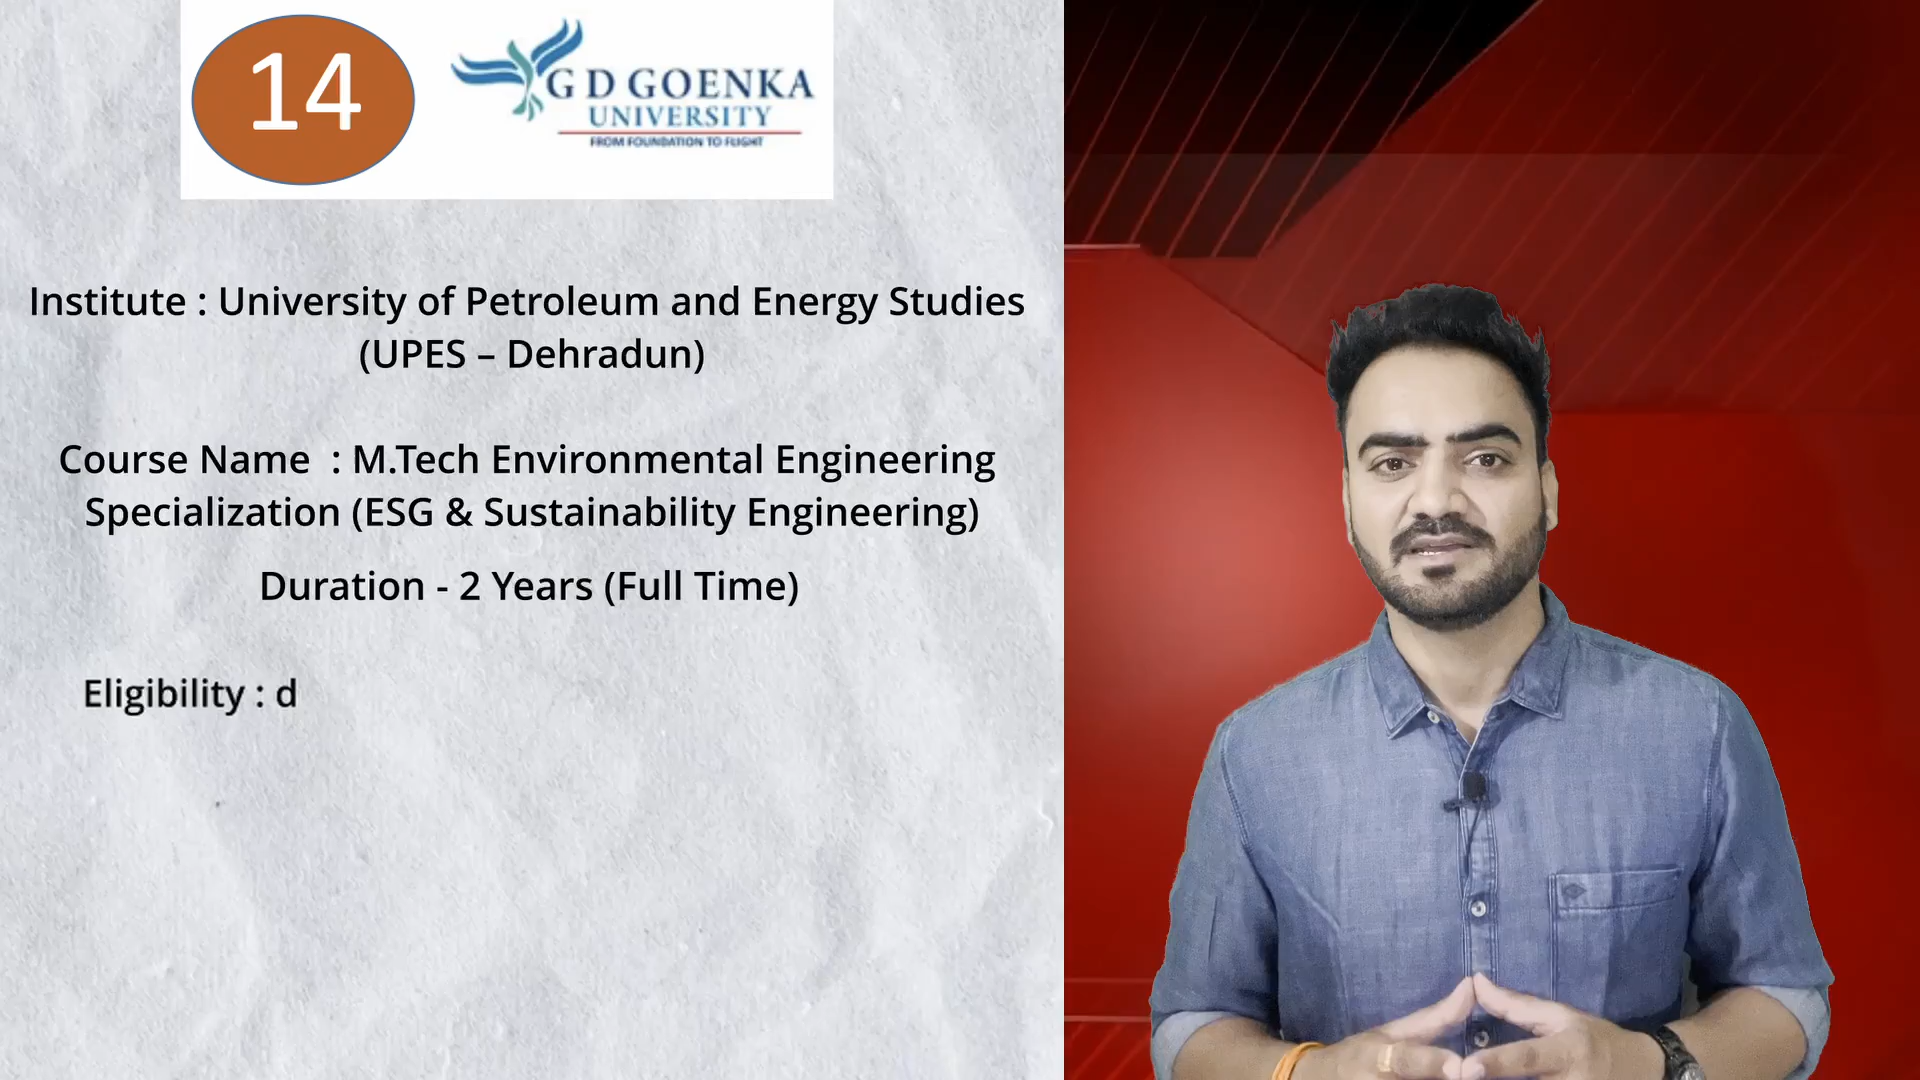 14
G D GOENKA
UNIVERSITY
FROM FOUNDATION TO FLIGHT
Institute : University of Petroleum and Energy Studies
(UPES – Dehradun)
Course Name : M.Tech Environmental Engineering
Specialization (ESG & Sustainability Engineering)
Duration - 2 Years (Full Time)
Eligibility : d